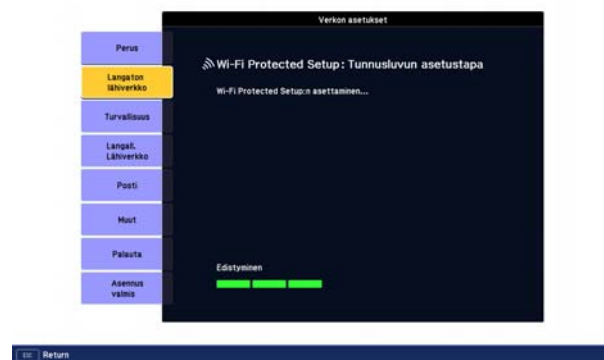 Verkon asetukset
Perus
Langaton
lähiverkko
Turvallisuus
Langall.
Lähiverkko
Posti
Muut
Palauta
Asennus
valmis
Wi-Fi Protected Setup: Tunnusluvun asetustapa
Wi-Fi Protected Setup:n asettaminen...
Edistyminen
ESC Return